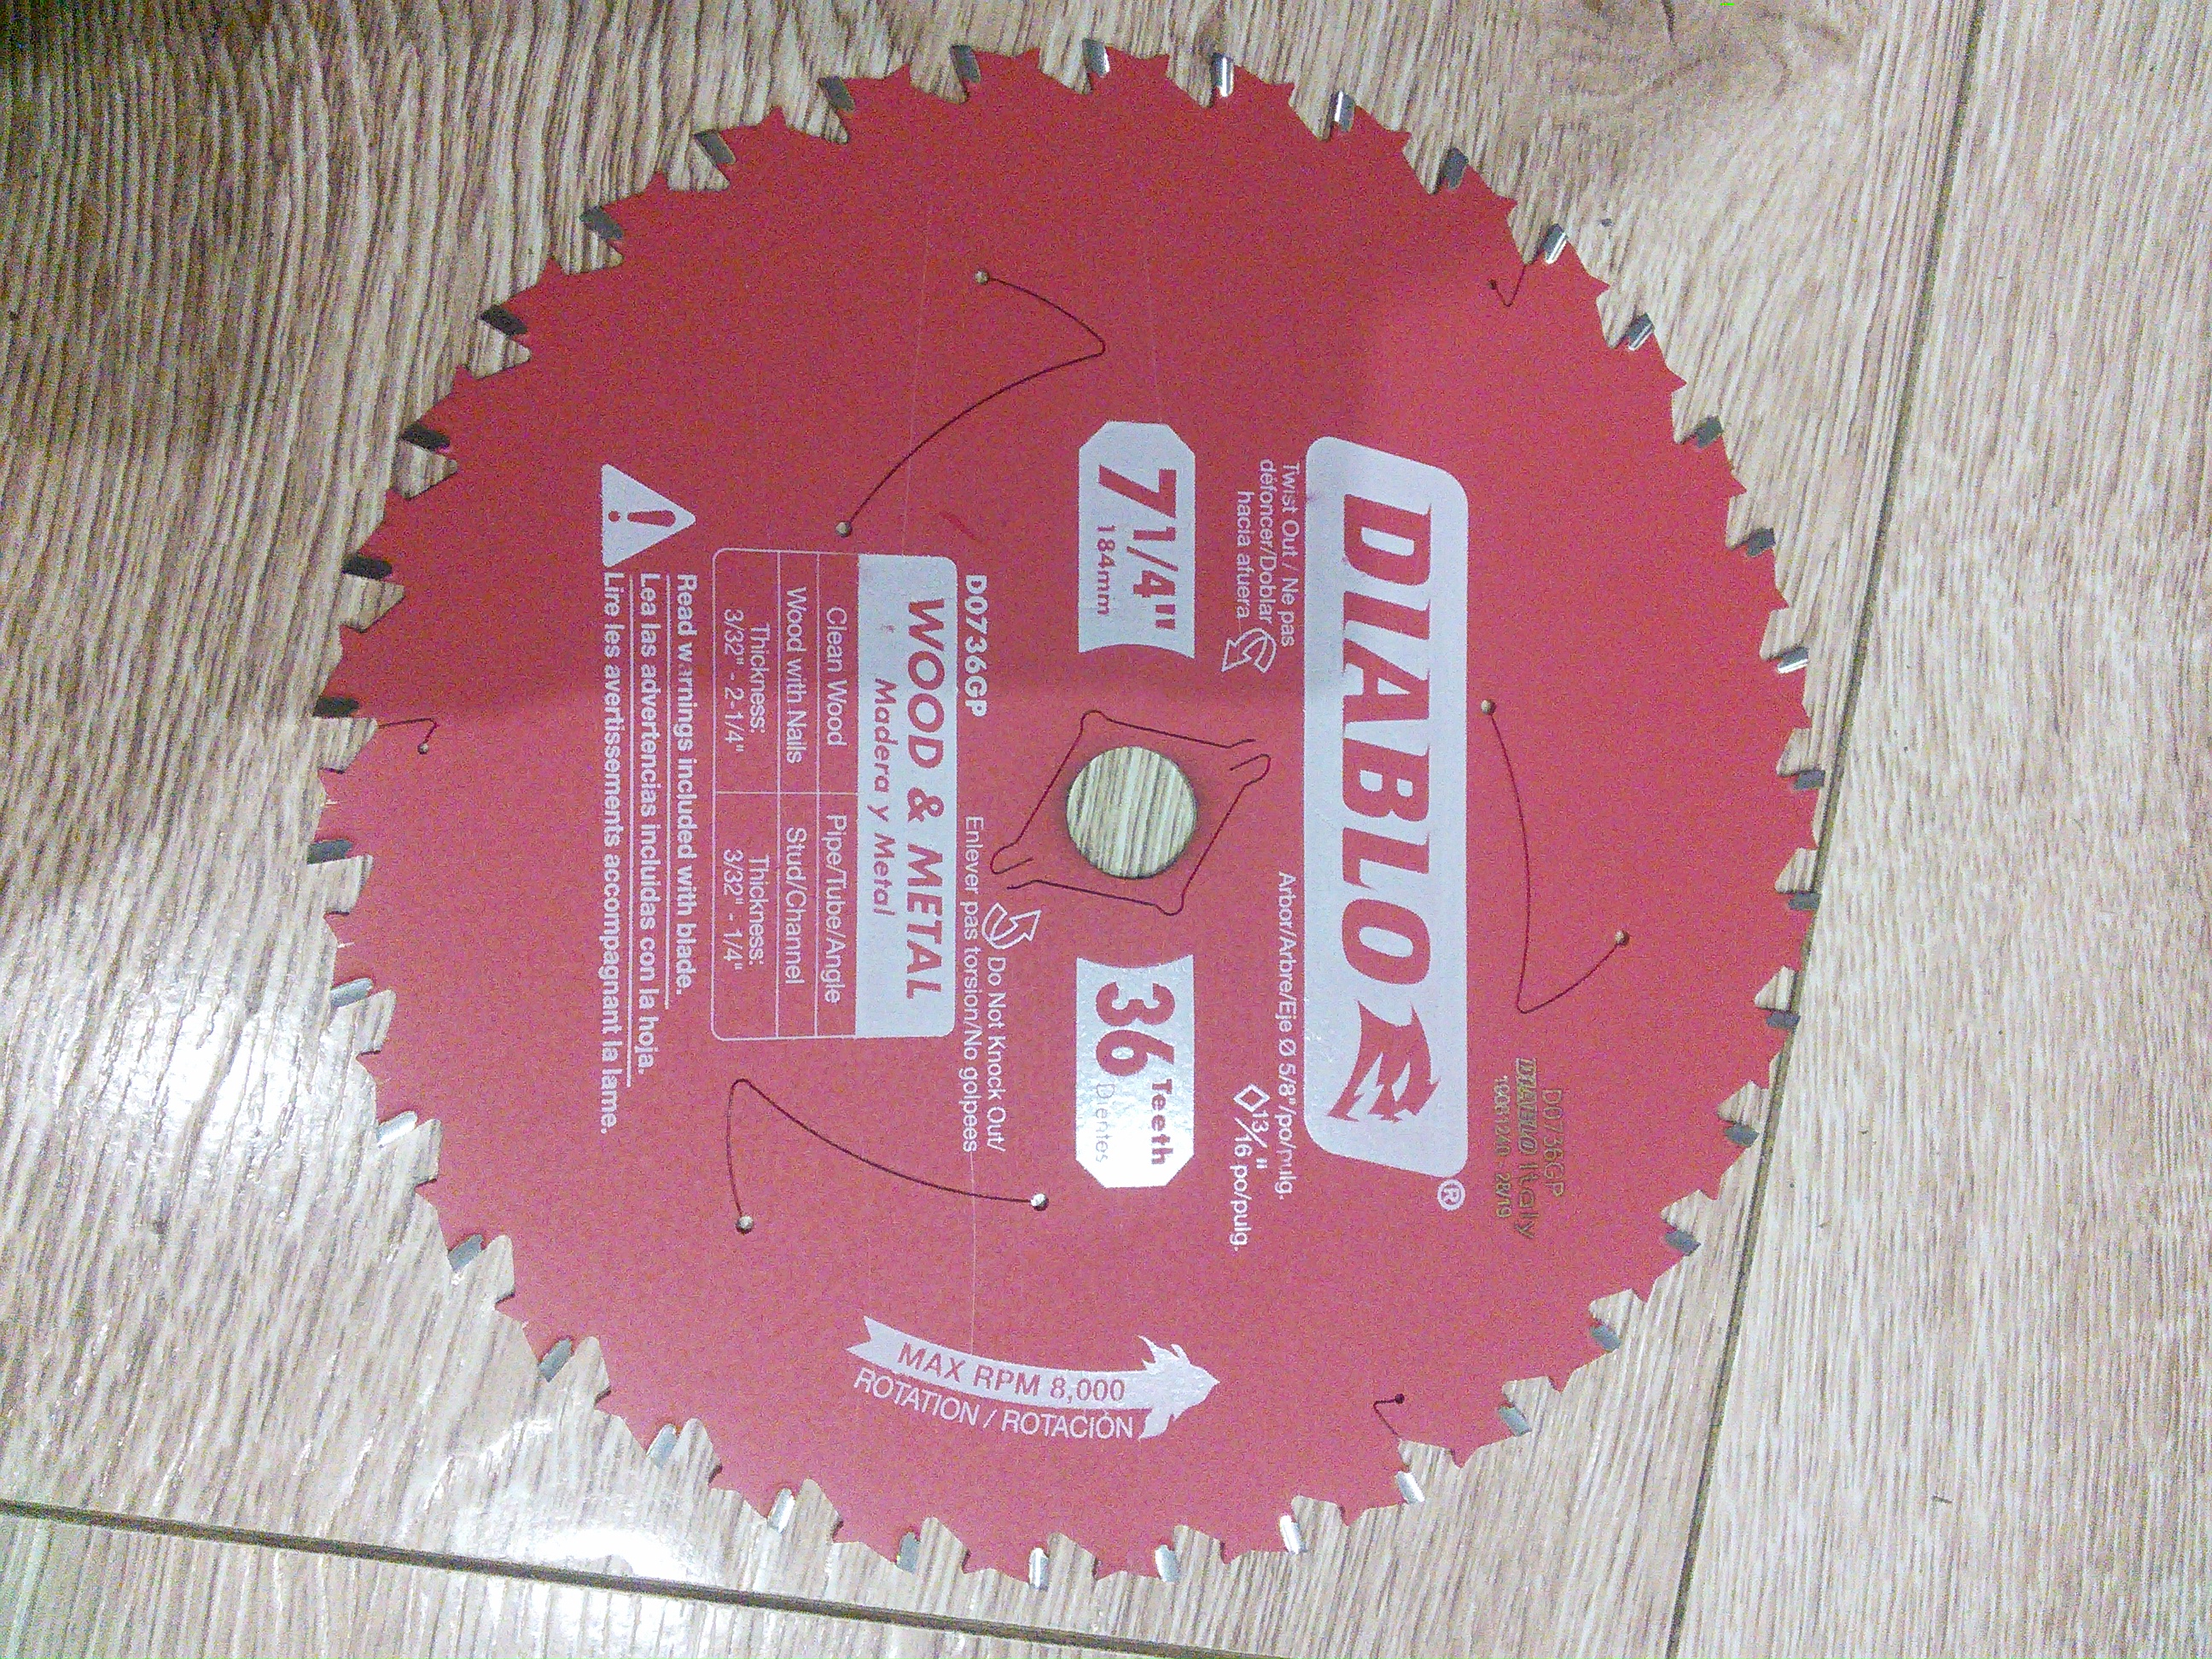 DIABLO
®
D0736GP
DIABLO Italy
Twist Out / Ne pas
défoncer/Doblar
hacia afuera
Arbor/Arbre/Eje Ø 5/8"/po/pulg.
13/16" po/pulg.
7 1/4"
184mm
36 Teeth
Dientes
D0736GP
Do Not Knock Out/
Enlever pas torsion/No golpees
WOOD & METAL
Madera y Metal
Clean Wood Pipe/Tube/Angle
Wood with Nails Stud/Channel
Thickness: Thickness:
3/32" - 2-1/4" 3/32" - 1/4"
Read warnings included with blade.
Lea las advertencias incluidas con la hoja.
Lire les avertissements accompagnant la lame.
MAX RPM 8,000
ROTATION / ROTACIÓN